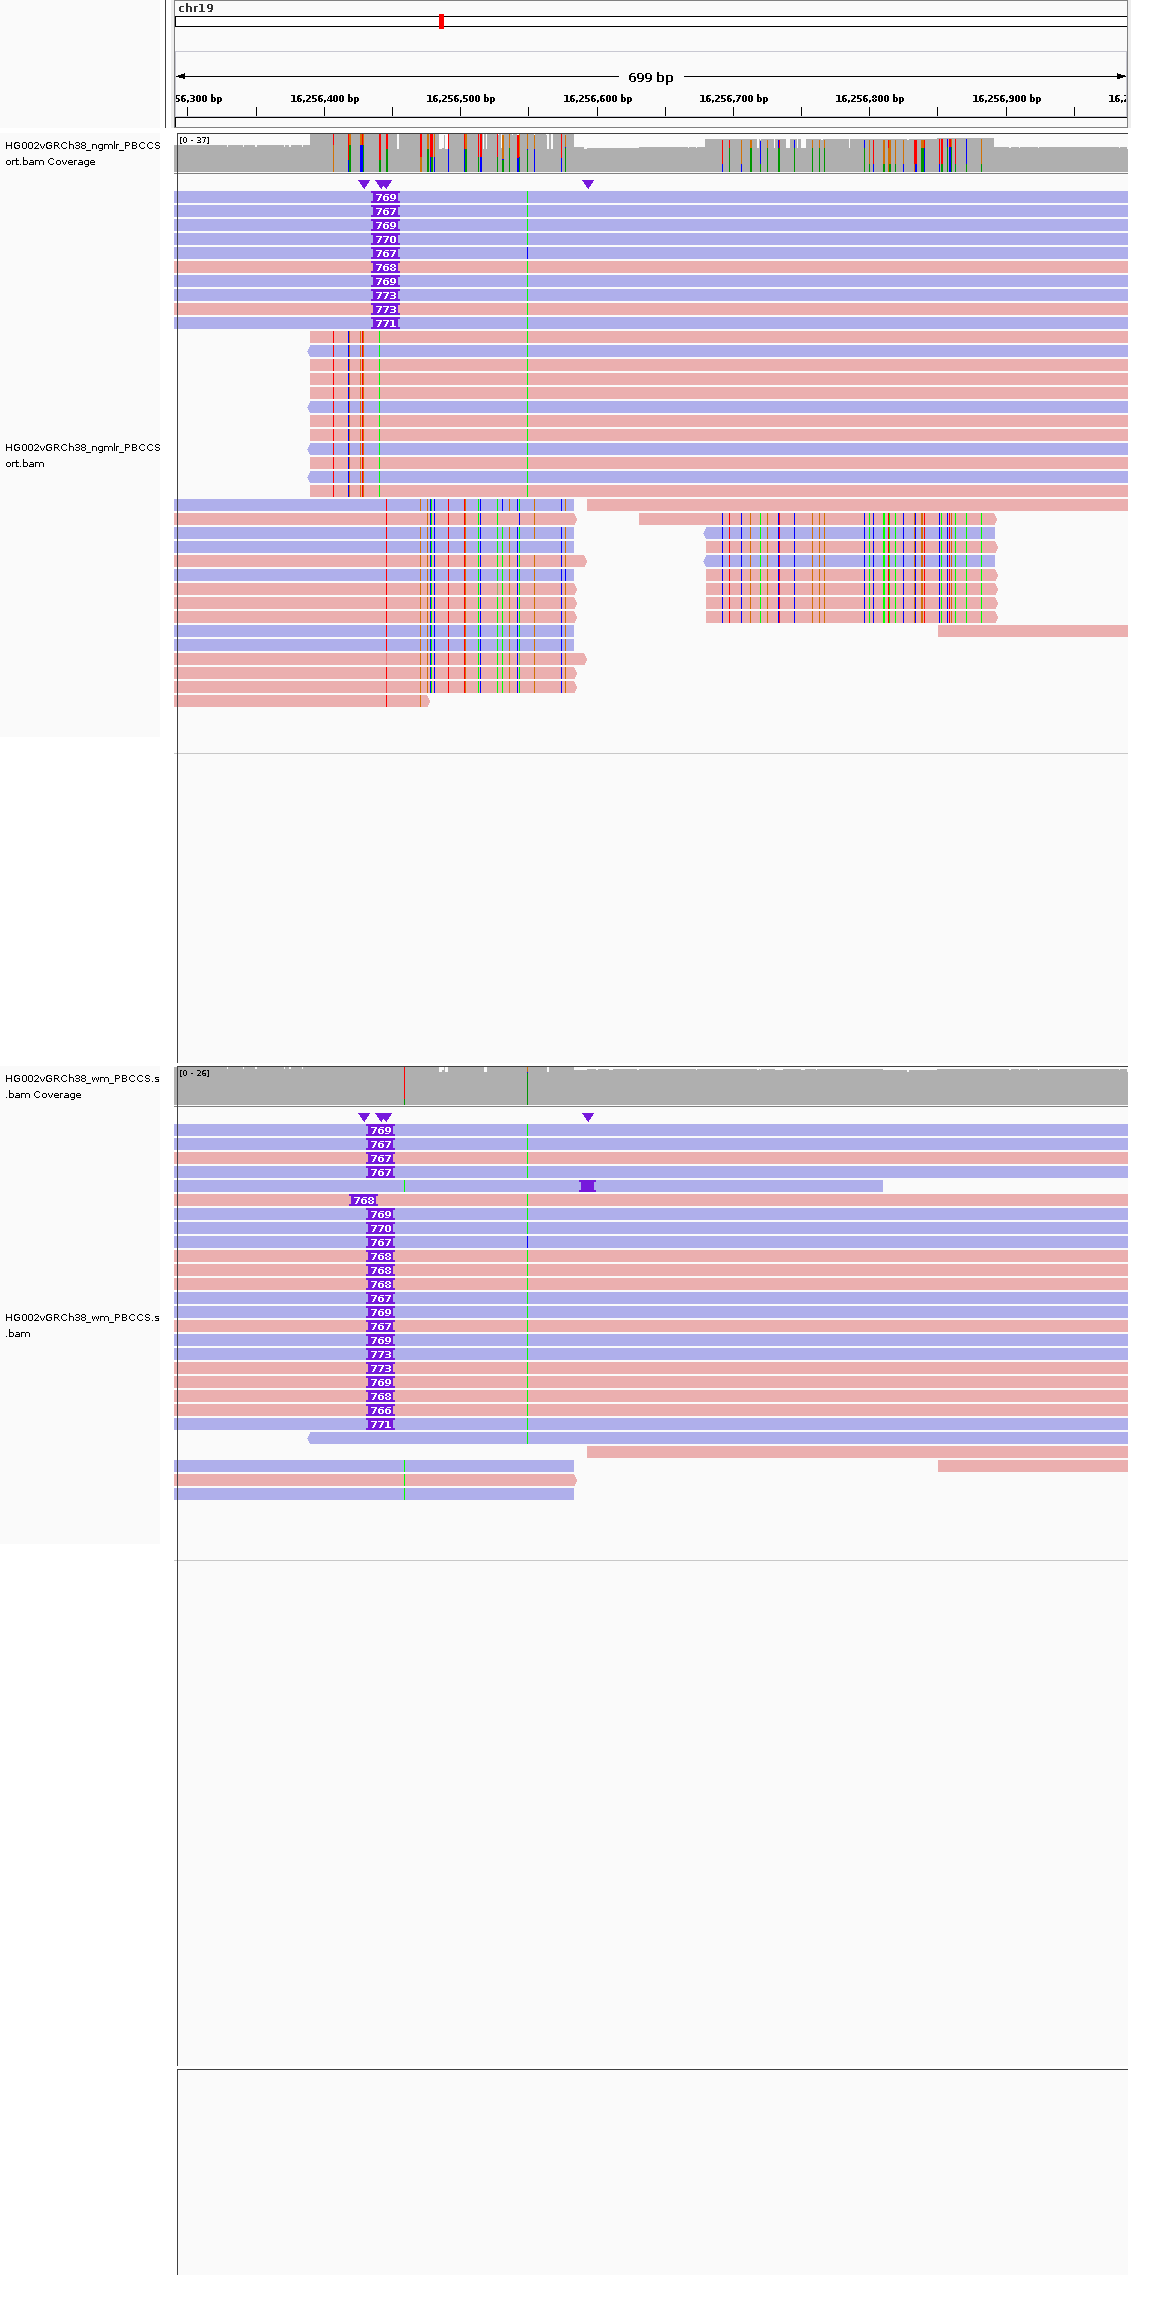 chr19
699 bp
56,300 bp 16,256,400 bp 16,256,500 bp 16,256,600 bp 16,256,700 bp 16,256,800 bp 16,256,900 bp 16,2
[0 - 37]
HG002vGRCh38_ngmlr_PBCCS
ort.bam Coverage
769
767
769
770
767
768
769
773
773
771
HG002vGRCh38_ngmlr_PBCCS
ort.bam
[0 - 26]
HG002vGRCh38_wm_PBCCS.s
.bam Coverage
769
767
767
767
768
769
770
767
768
768
768
767
769
HG002vGRCh38_wm_PBCCS.s
767
.bam
769
773
773
769
768
766
771